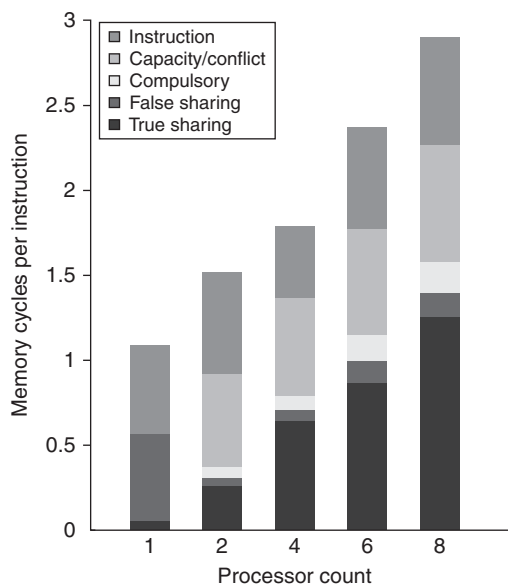 3
Instruction
Capacity/conflict
Compulsory
False sharing
True sharing
2.5
2
1.5
1
0.5
0
Memory cycles per instruction
1 2 4 6 8
Processor count